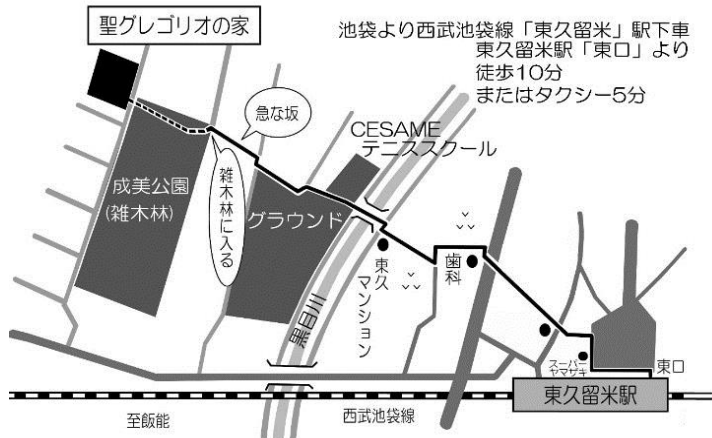 聖グレゴリオの家
池袋より西武池袋線「東久留米」駅下車
東久留米駅「東口」より
徒歩10分
またはタクシー5分
急な坂
CESAME
テニススクール
成美公園
(雑木林)
雑木林に入る
グラウンド
東久
マンション
歯科
黒目川
スーパー
ヤマザキ
東口
東久留米駅
至飯能
西武池袋線